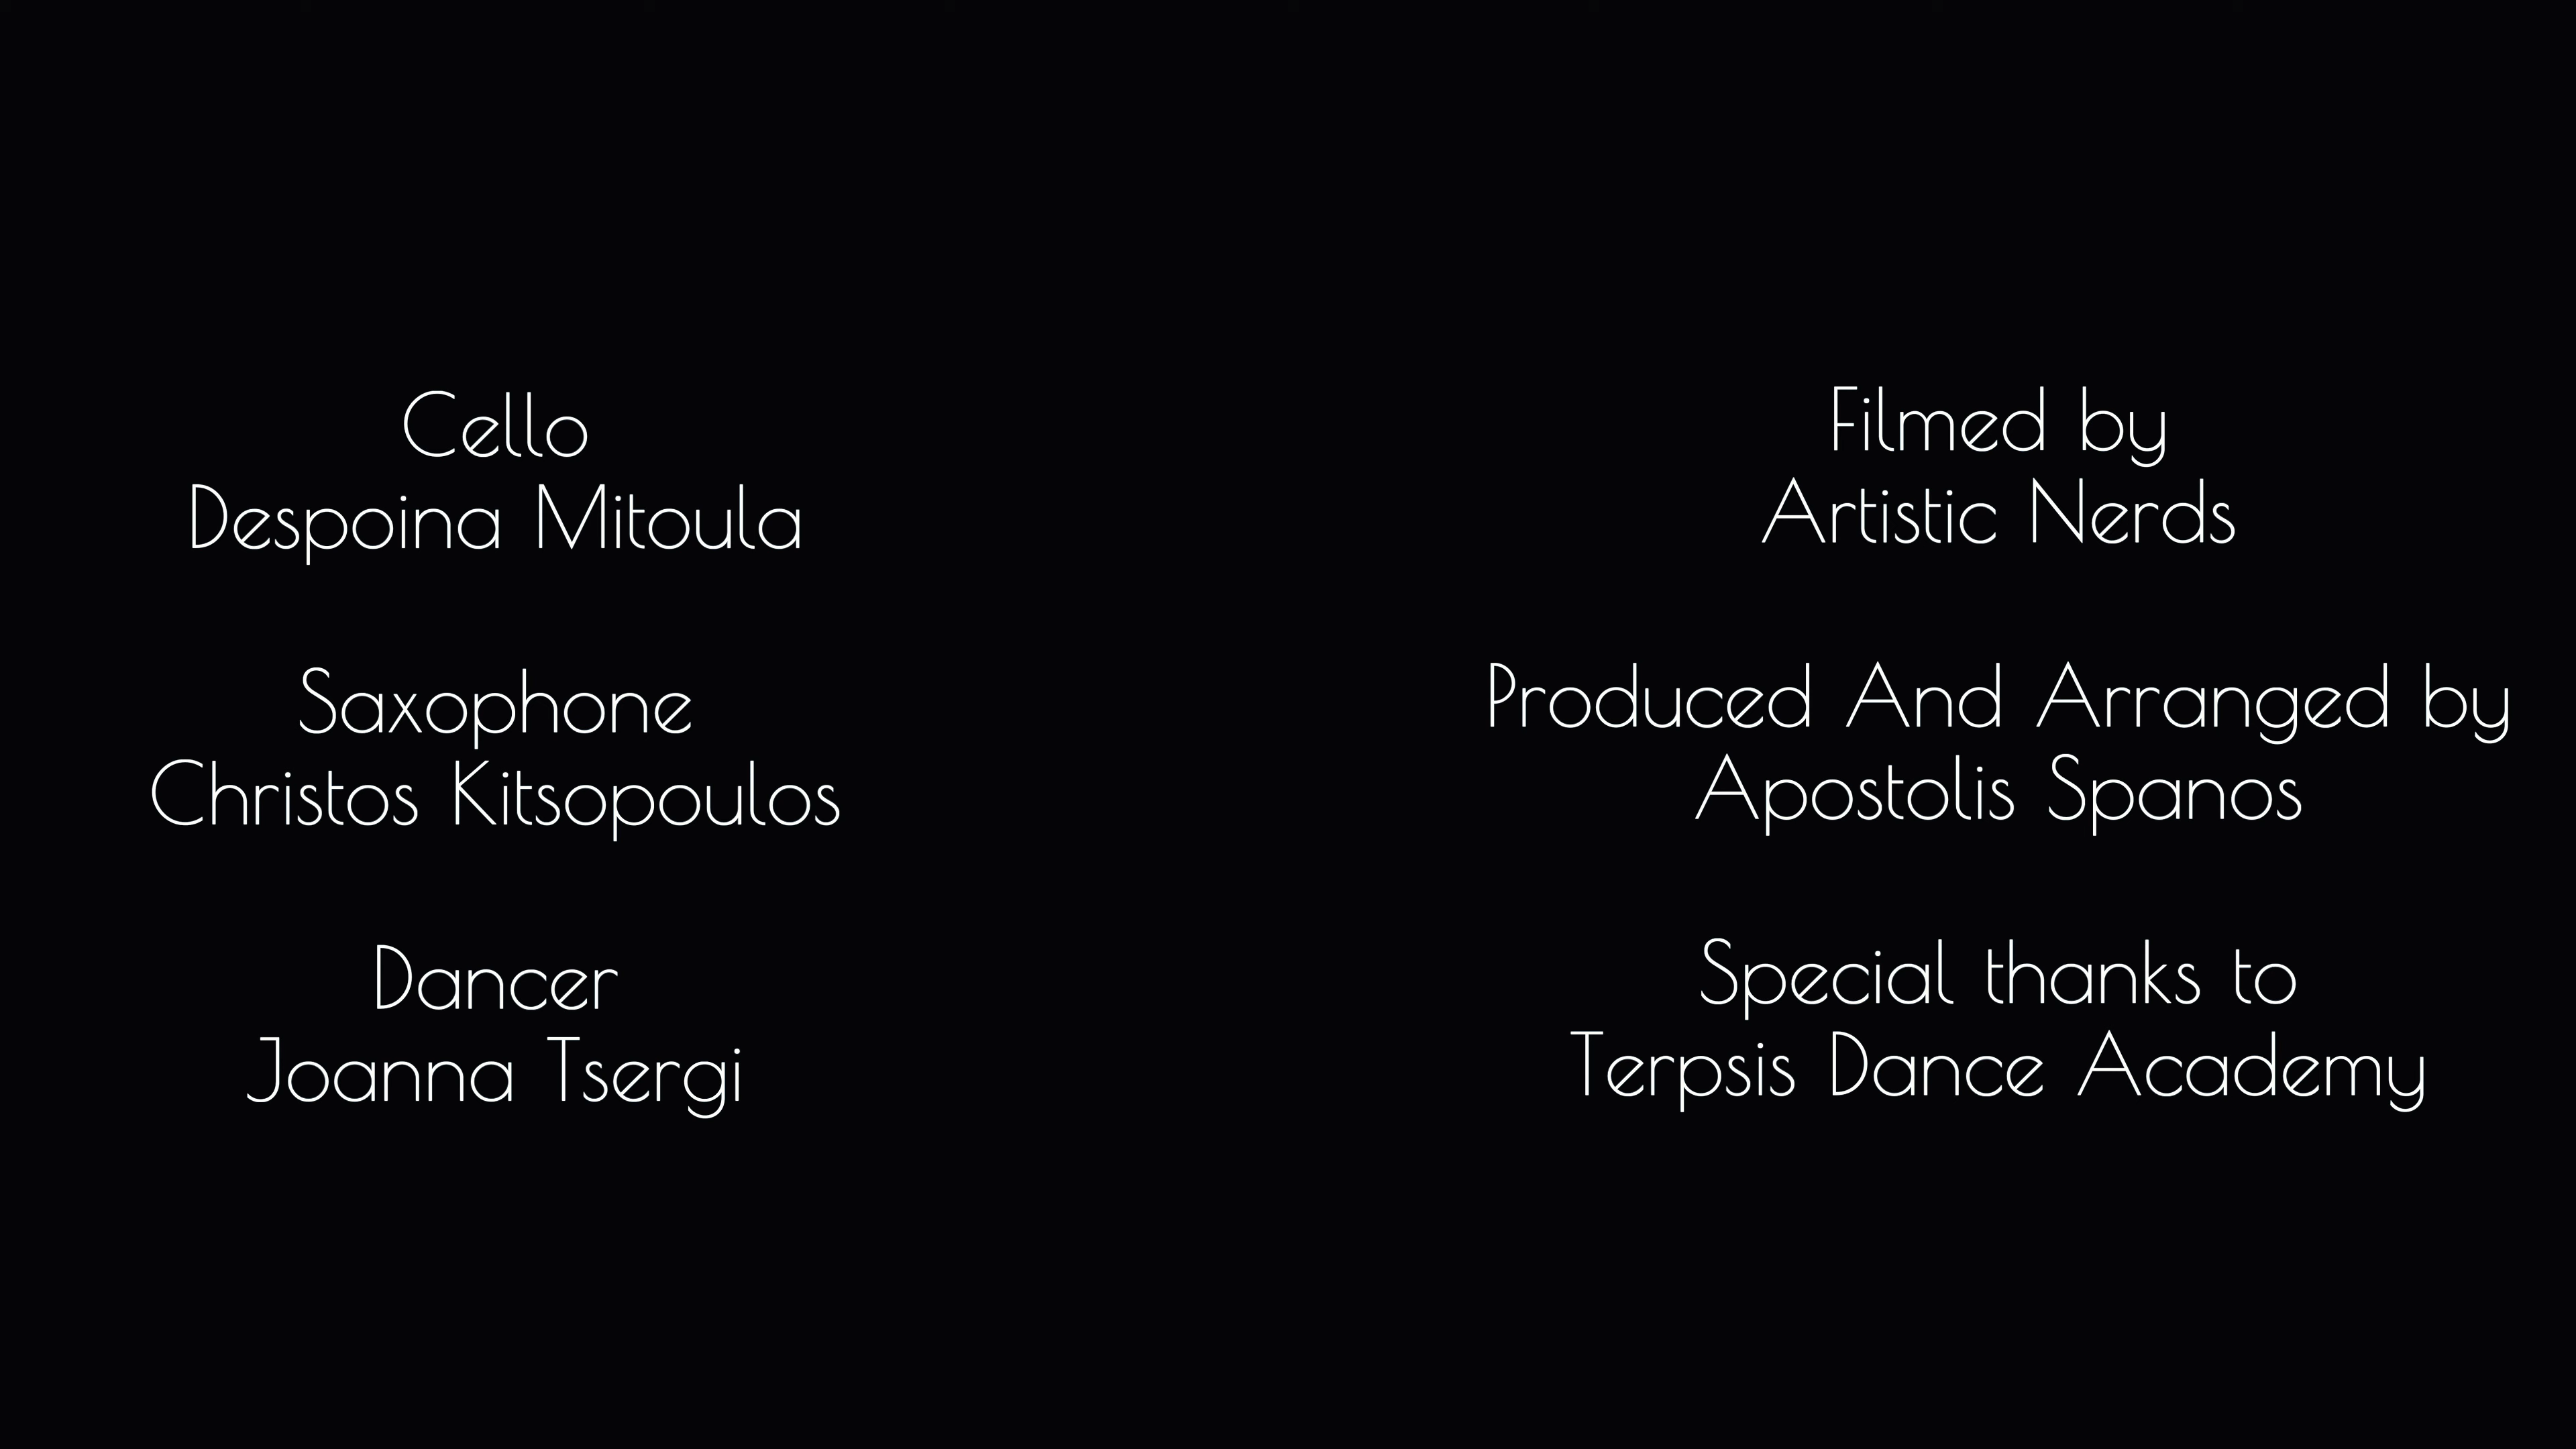 Cello
Despoina Mitoula
Saxophone
Christos Kitsopoulos
Dancer
Joanna Tsergi
Filmed by
Artistic Nerds
Produced And Arranged by
Apostolis Spanos
Special thanks to
Terpsis Dance Academy